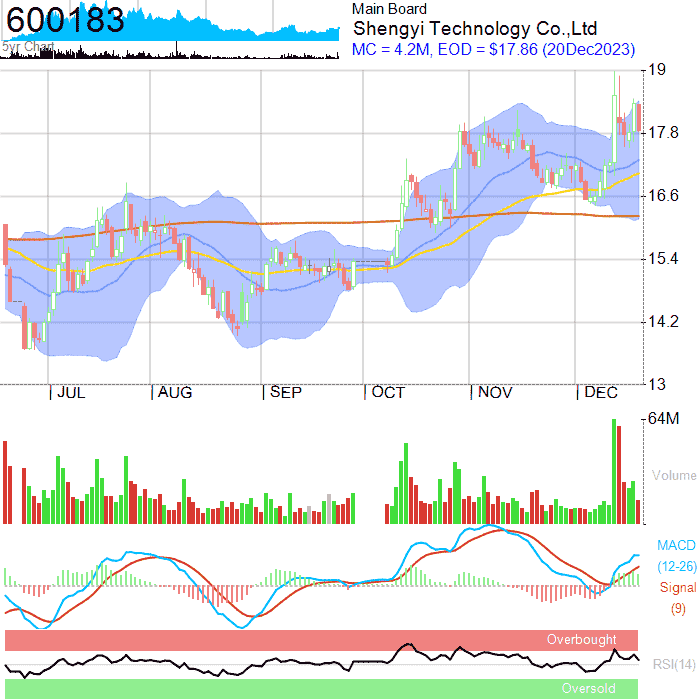 600183
5yr Chart
Main Board
Shengyi Technology Co.,Ltd
MC = 4.2M, EOD = $17.86 (20Dec2023)
19
17.8
16.6
15.4
14.2
13
JUL AUG SEP OCT NOV DEC
64M
Volume
MACD
(12-26)
Signal
(9)
Overbought
RSI(14)
Oversold